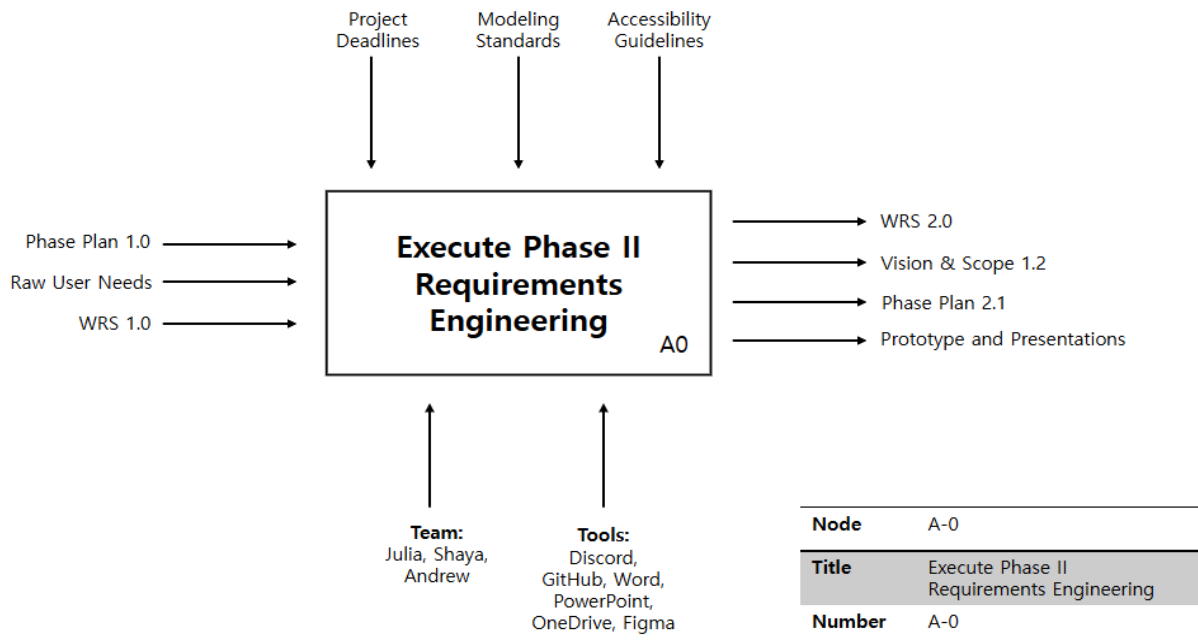 Project
Deadlines
Modeling
Standards
Accessibility
Guidelines
Phase Plan 1.0
Raw User Needs
WRS 1.0
Execute Phase II
Requirements
Engineering
A0
WRS 2.0
Vision & Scope 1.2
Phase Plan 2.1
Prototype and Presentations
Team:
Julia, Shaya,
Andrew
Tools:
Discord,
GitHub, Word,
PowerPoint,
OneDrive, Figma
Node A-0
Title Execute Phase II
Requirements Engineering
Number A-0